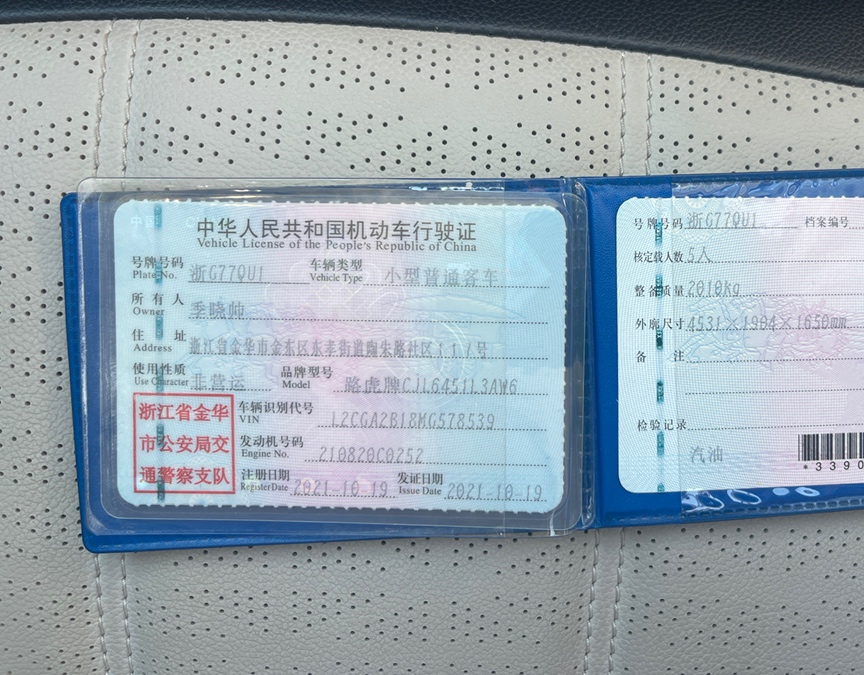 中华人民共和国机动车行驶证
Vehicle License of the People's Republic of China
号牌号码 浙G77QU1 车辆类型 小型普通客车
Plate No. Vehicle Type
所有人 季晓帅
Owner
住址 浙江省金华市金东区东孝街道陶朱路社区(1)号
Address
使用性质 非营运 品牌型号 路虎牌CJL6451L3AW6
Use Character Model
浙江省金华
市公安局交
通警察支队
车辆识别代号 L2CGA2B18MG578539
VIN
发动机号码 210820C0252
Engine No.
注册日期 2021-10-19 发证日期 2021-10-19
Register Date Issue Date
号牌号码 浙G77QU1 档案编号
核定载人数 5人
整备质量 2010kg
外廓尺寸 4531×1904×1650mm
备注
检验记录
汽油
*3390